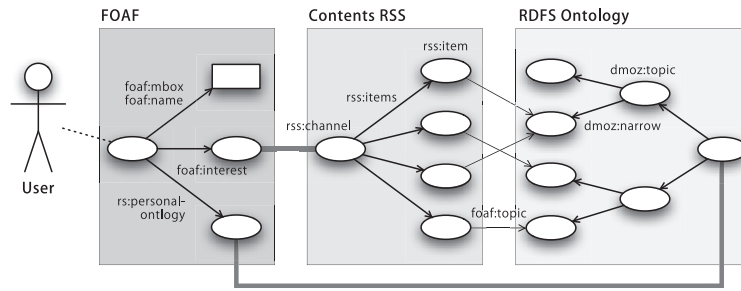 FOAF
Contents RSS
RDFS Ontology
rss:item
foaf:mbox
foaf:name
dmoz:topic
rss:items
rss:channel
dmoz:narrow
foaf:interest
User
rs:personal-
ontlogy
foaf:topic